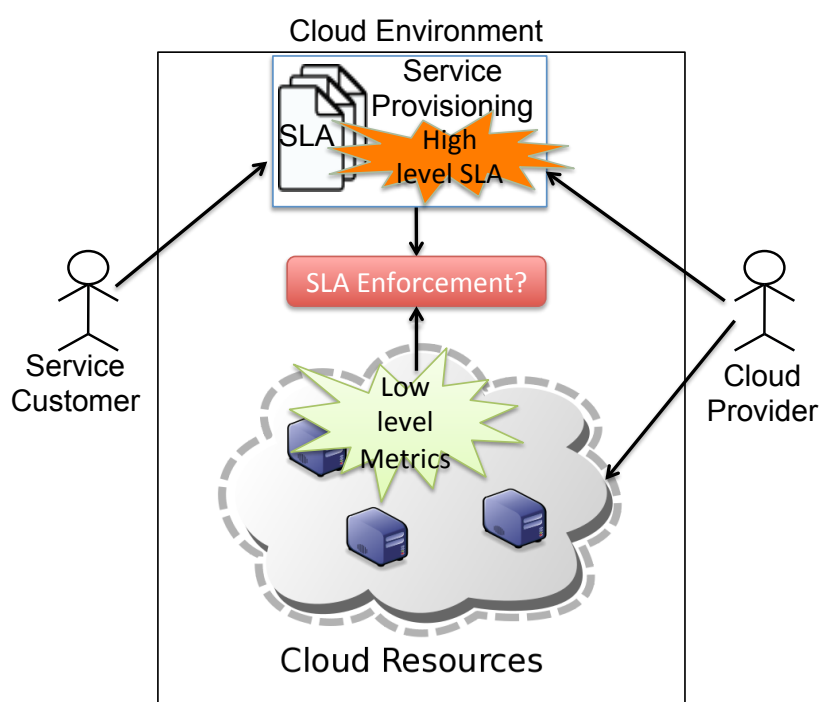 Cloud Environment
Service
Provisioning
SLA
High
level SLA
SLA Enforcement?
Service
Customer
Cloud
Provider
Low
level
Metrics
Cloud Resources